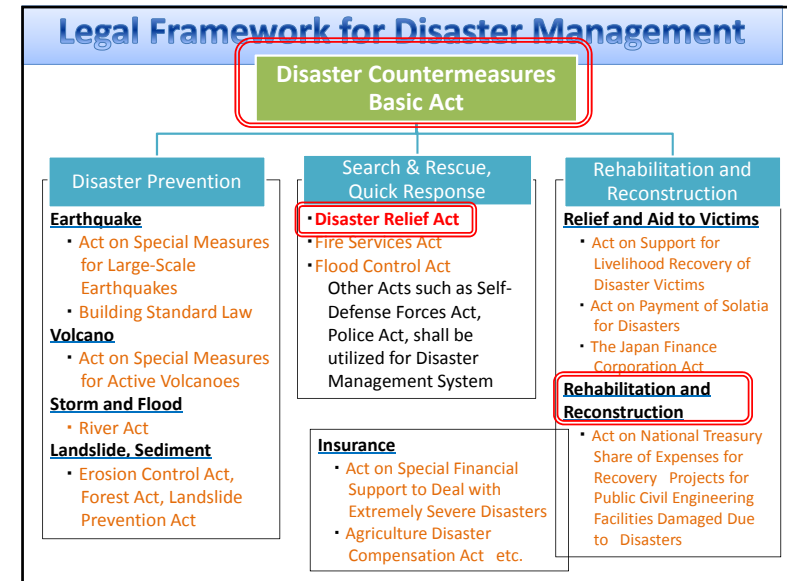 Legal Framework for Disaster Management
Disaster Countermeasures
Basic Act
Disaster Prevention
Earthquake
・Act on Special Measures
for Large-Scale
Earthquakes
・Building Standard Law
Volcano
・Act on Special Measures
for Active Volcanoes
Storm and Flood
・River Act
Landslide, Sediment
・Erosion Control Act,
Forest Act, Landslide
Prevention Act
Search & Rescue,
Quick Response
・Disaster Relief Act
・Fire Services Act
・Flood Control Act
Other Acts such as Self-
Defense Forces Act,
Police Act, shall be
utilized for Disaster
Management System
Insurance
・Act on Special Financial
Support to Deal with
Extremely Severe Disasters
・Agriculture Disaster
Compensation Act etc.
Rehabilitation and
Reconstruction
Relief and Aid to Victims
・Act on Support for
Livelihood Recovery of
Disaster Victims
・Act on Payment of Solatia
for Disasters
・The Japan Finance
Corporation Act
Rehabilitation and
Reconstruction
・Act on National Treasury
Share of Expenses for
Recovery Projects for
Public Civil Engineering
Facilities Damaged Due
to Disasters